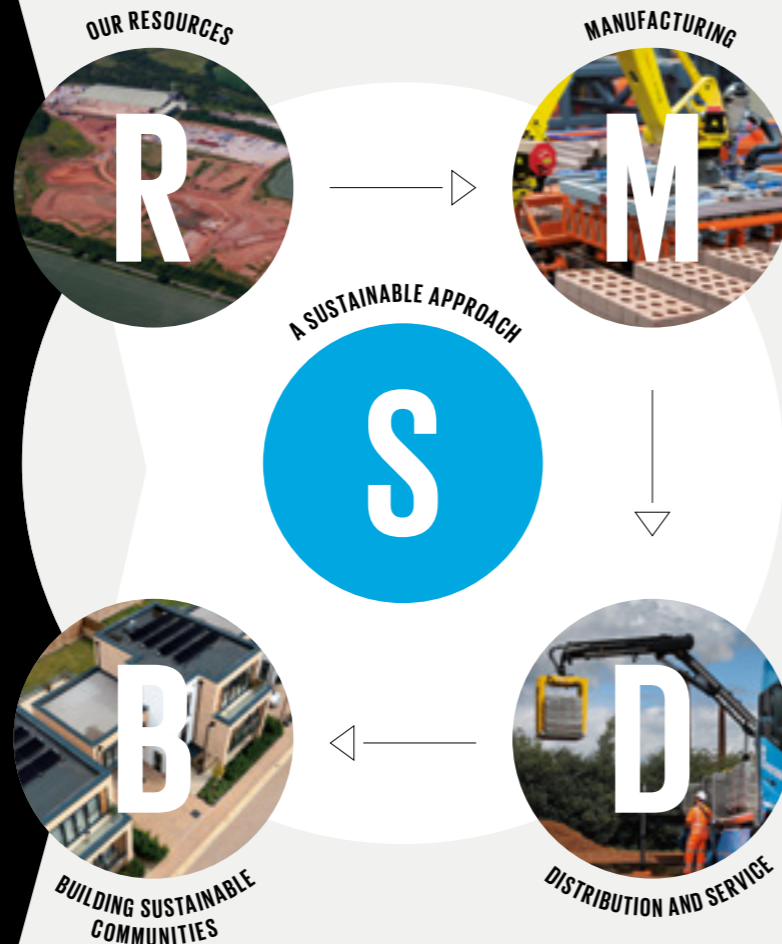 OUR RESOURCES
R
MANUFACTURING
M
A SUSTAINABLE APPROACH
S
B
BUILDING SUSTAINABLE
COMMUNITIES
D
DISTRIBUTION AND SERVICE